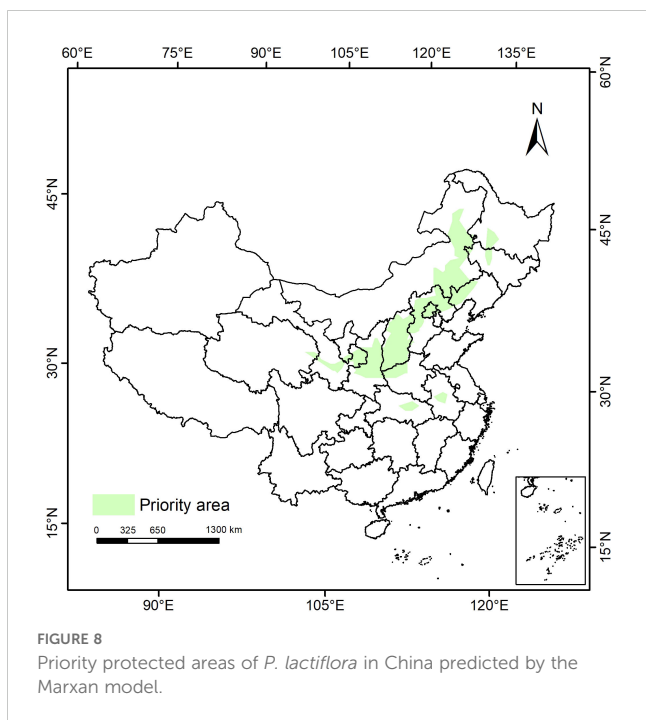 60°E 75°E 90°E 105°E 120°E 135°E
60°N
N
45°N
45°N
30°N
30°N
Priority area
0 325 650 1300 km
15°N
15°N
90°E 105°E 120°E
FIGURE 8
Priority protected areas of P. lactiflora in China predicted by the
Marxan model.